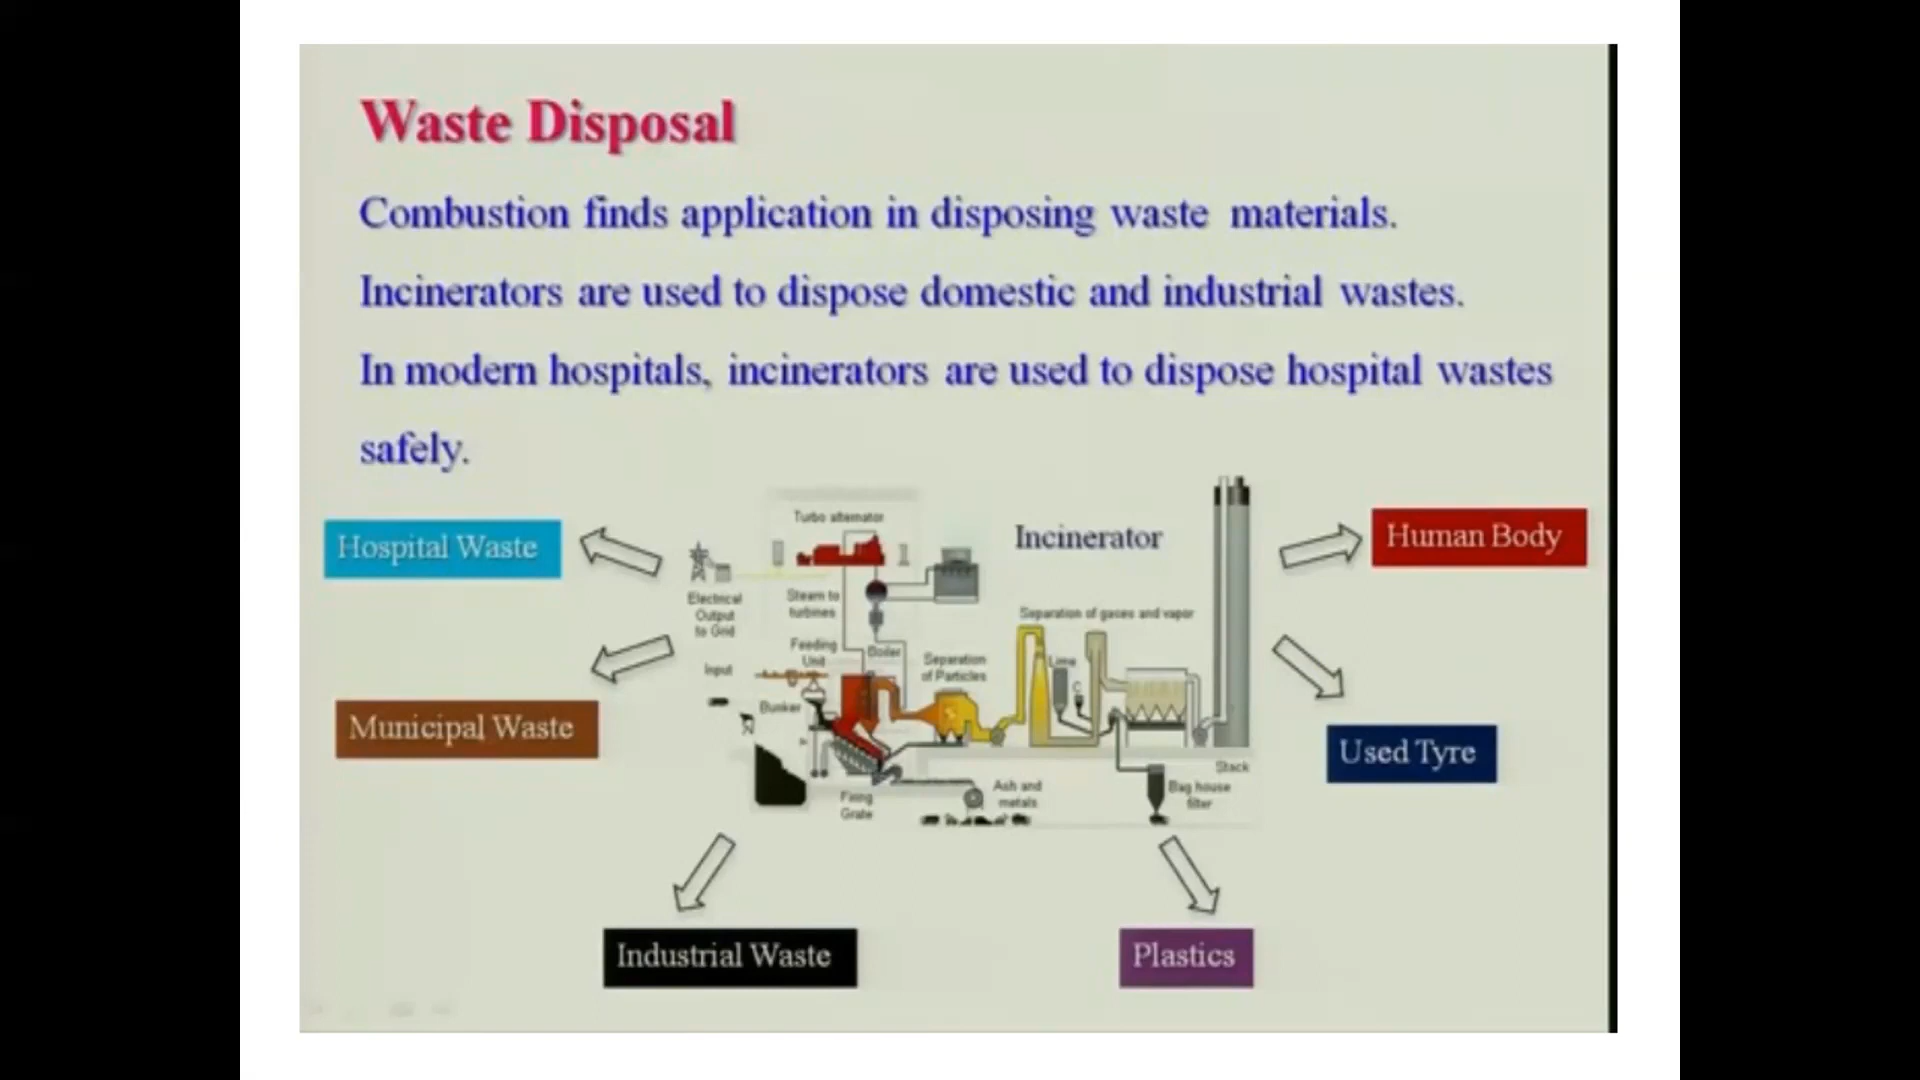 Waste Disposal
Combustion finds application in disposing waste materials.
Incinerators are used to dispose domestic and industrial wastes.
In modern hospitals, incinerators are used to dispose hospital wastes
safely.
Hospital Waste
Municipal Waste
Industrial Waste
Turbo alternator
Electrical
Output
to Grid
Steam to
turbines
Feeding
Unit
Boiler
Input
Bunker
Separation
of Particles
Firing
Grate
Ash and
metals
Incinerator
Separation of gases and vapor
Lime
C
Stack
Bag house
filter
Human Body
Used Tyre
Plastics